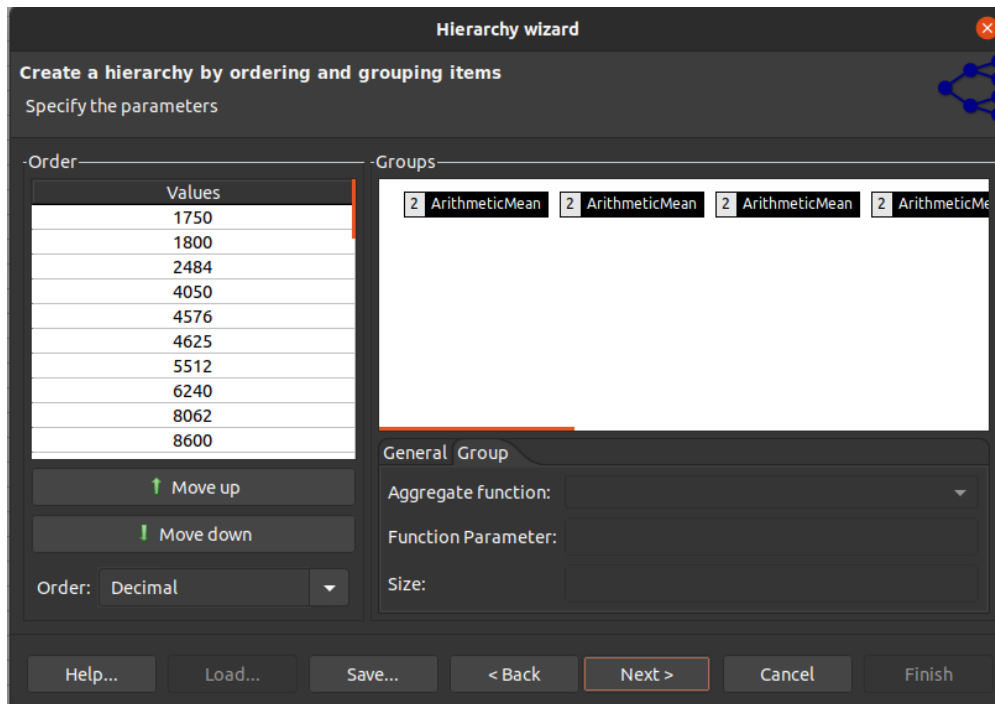 Hierarchy wizard
Create a hierarchy by ordering and grouping items
Specify the parameters
Order
Values
1750
1800
2484
4050
4576
4625
5512
6240
8062
8600
Move up
Move down
Order: Decimal
Groups
2 ArithmeticMean 2 ArithmeticMean 2 ArithmeticMean 2 ArithmeticMe
General Group
Aggregate function:
Function Parameter:
Size:
Help... Load... Save... < Back Next > Cancel Finish